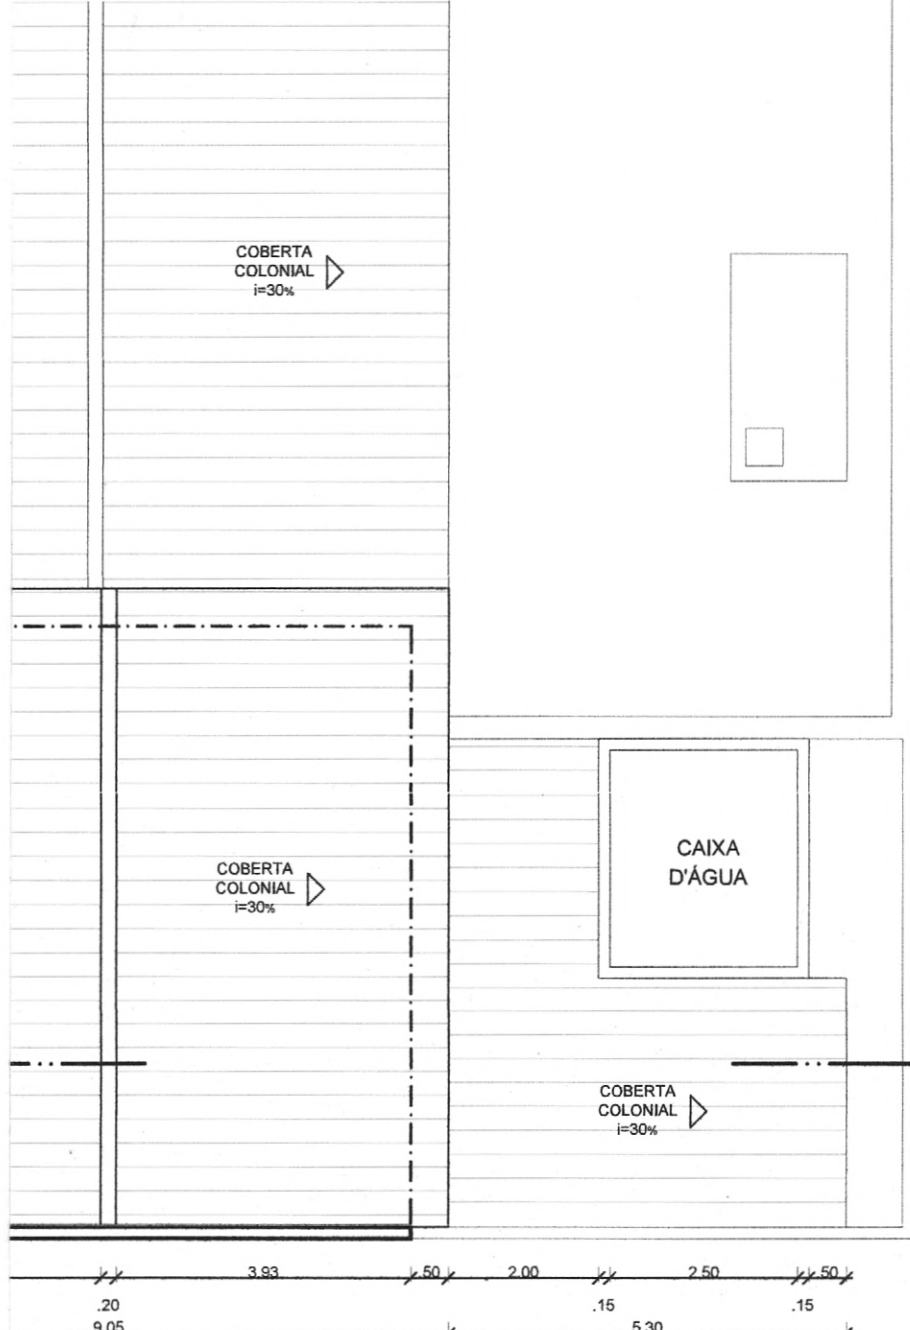 COBERTA
COLONIAL
i=30%
COBERTA
COLONIAL
i=30%
CAIXA
D'ÁGUA
COBERTA
COLONIAL
i=30%
3.93
.50
2.00
2.50
.50
.20
.15
.15
9.05
5.30